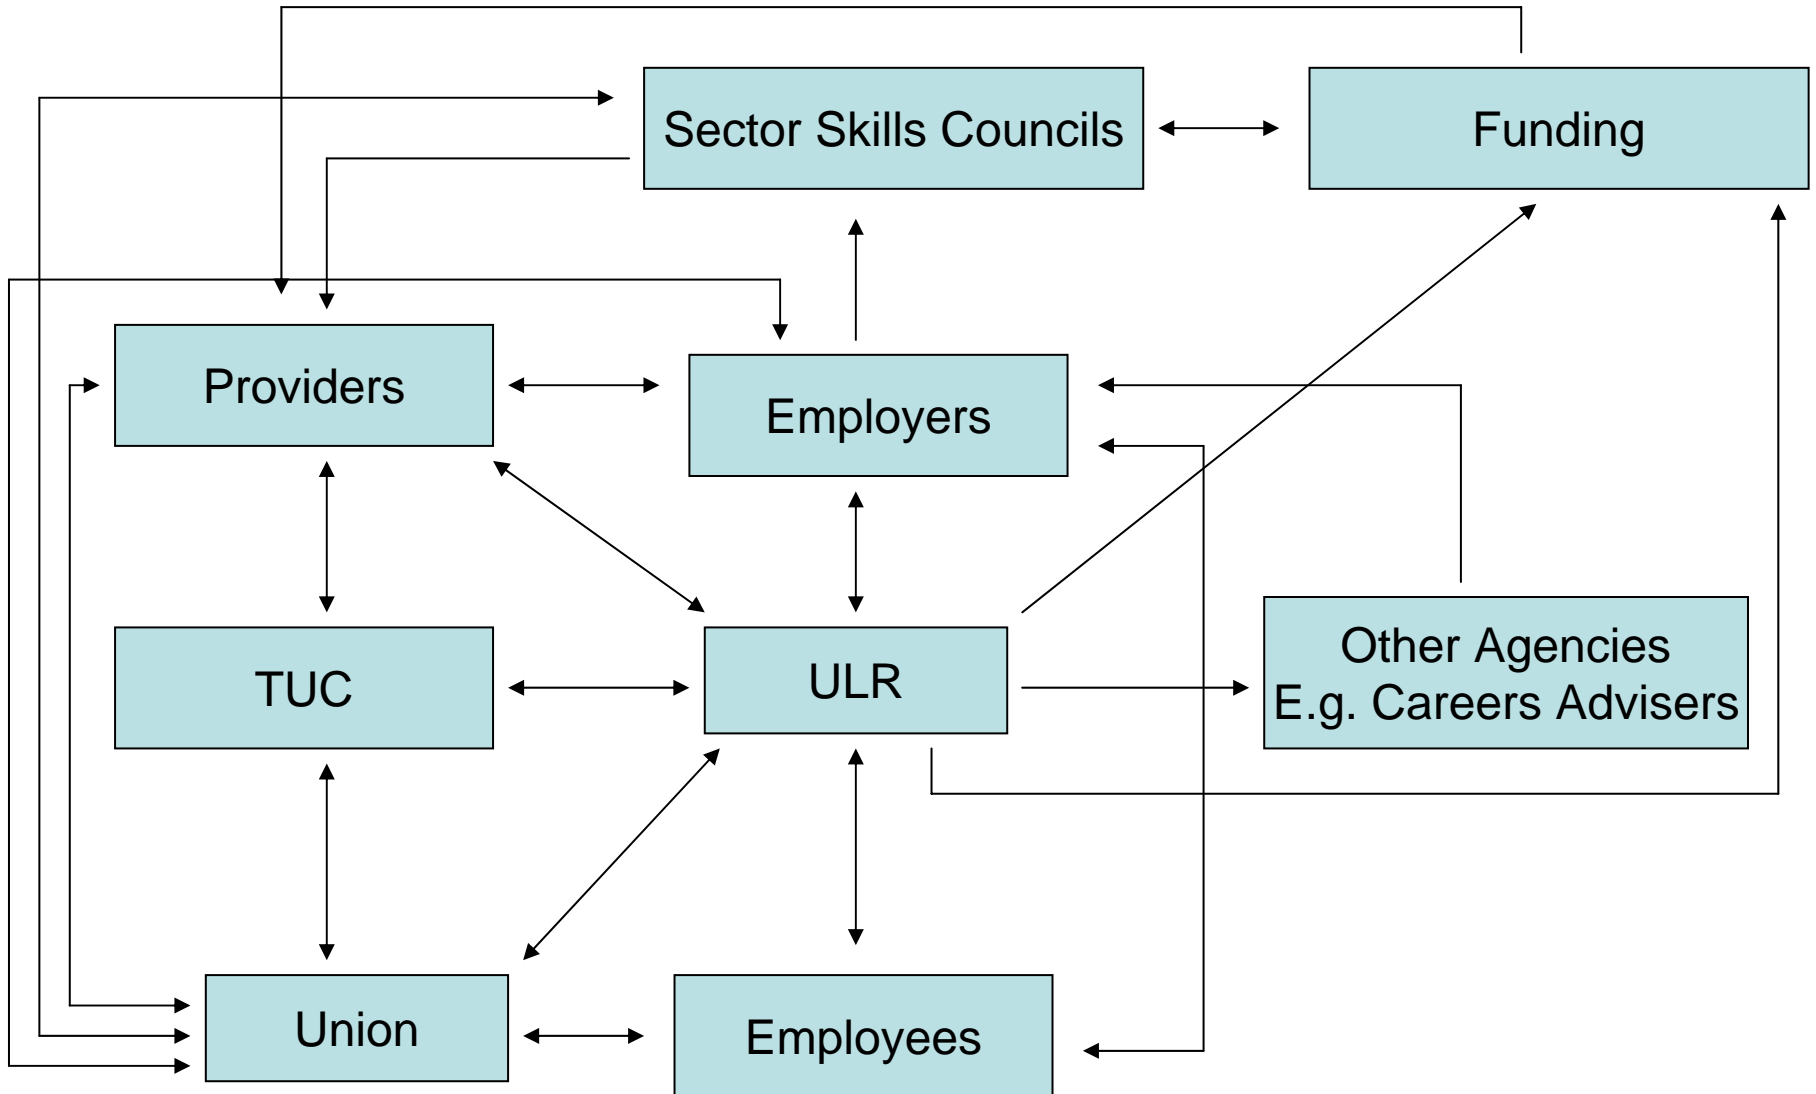 Sector Skills Councils
Funding
Providers
Employers
TUC
ULR
Other Agencies
E.g. Careers Advisers
Union
Employees